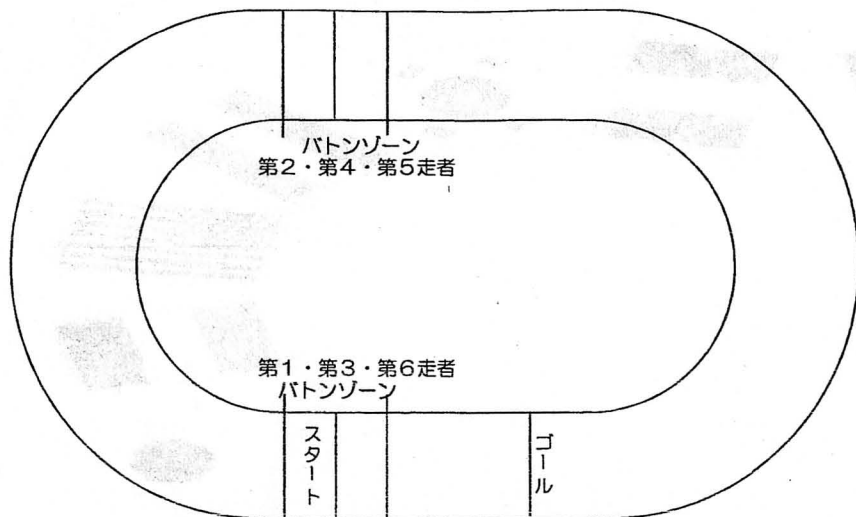 バトンゾーン
第2・第4・第5走者
第1・第3・第6走者
バトンゾーン
スタート
ゴール